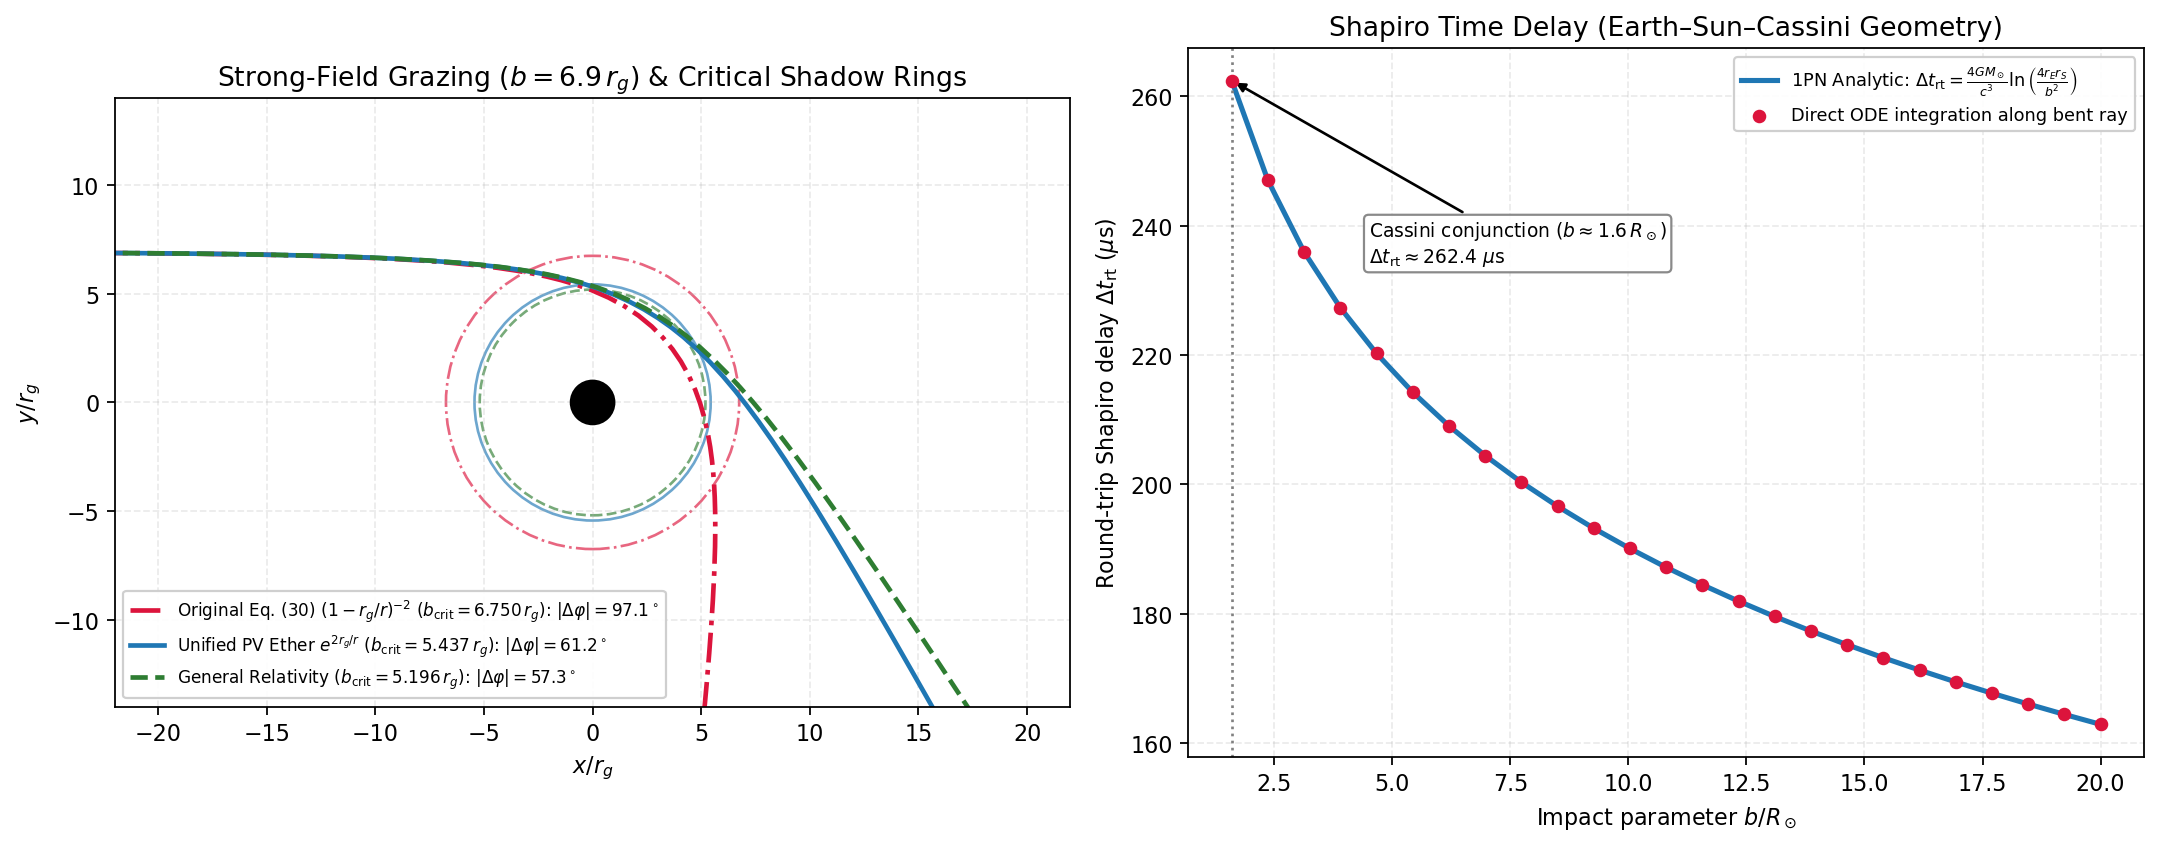 Strong-Field Grazing (b = 6.9 r_g) & Critical Shadow Rings
10
5
0
−5
−10
y/r_g
−20
−15
−10
−5
0
5
10
15
20
x/r_g
Original Eq. (30) (1 − r_g/r)^{−2} (b_crit = 6.750 r_g): |Δφ| = 97.1°
Unified PV Ether e^{2r_g/r} (b_crit = 5.437 r_g): |Δφ| = 61.2°
General Relativity (b_crit = 5.196 r_g): |Δφ| = 57.3°
Shapiro Time Delay (Earth–Sun–Cassini Geometry)
1PN Analytic: Δt_rt = \frac{4GM_⊙}{c^3} ln(\frac{4r_E r_S}{b^2})
Direct ODE integration along bent ray
Cassini conjunction (b ≈ 1.6 R_⊙)
Δt_rt ≈ 262.4 μs
260
240
220
200
180
160
Round-trip Shapiro delay Δt_rt (μs)
2.5
5.0
7.5
10.0
12.5
15.0
17.5
20.0
Impact parameter b/R_⊙